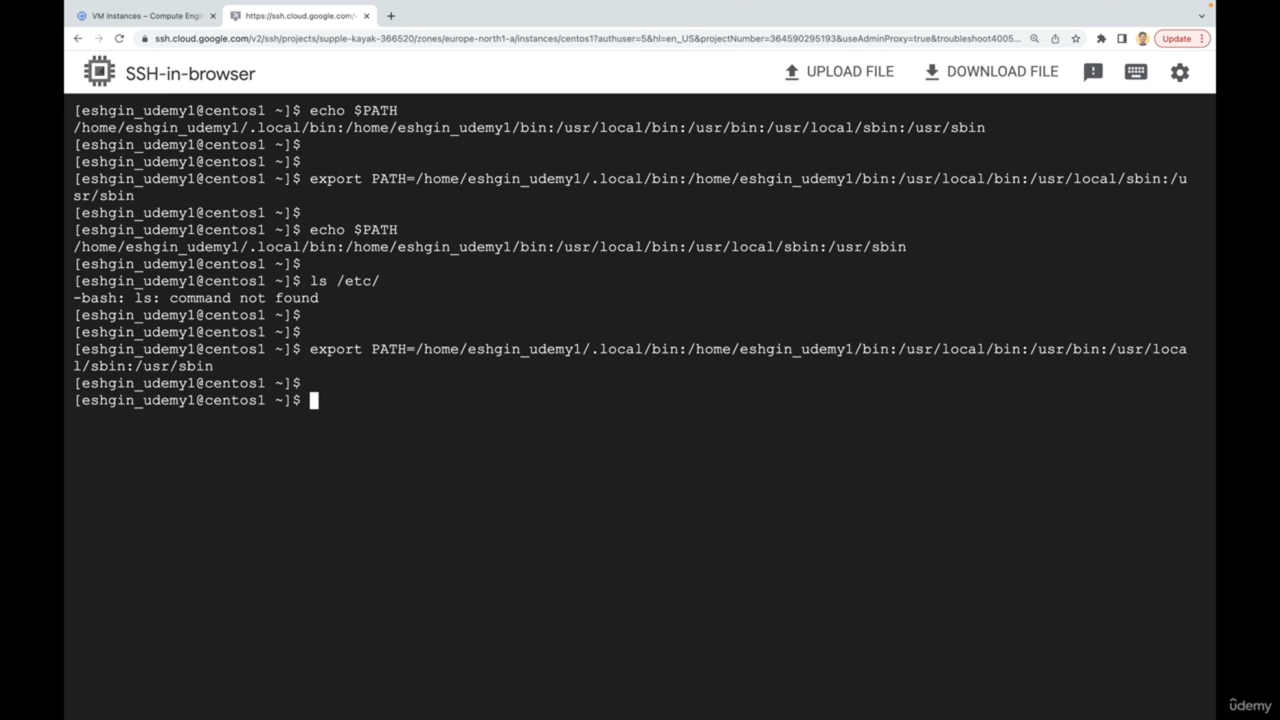 VM instances – Compute Engi
https://ssh.cloud.google.com/v
ssh.cloud.google.com/v2/ssh/projects/supple-kayak-366520/zones/europe-north1-a/instances/centos1?authuser=5&hl=en_US&projectNumber=364590295193&useAdminProxy=true&troubleshoot4005...
Update
SSH-in-browser
UPLOAD FILE
DOWNLOAD FILE
[eshgin_udemy1@centos1 ~]$ echo $PATH
/home/eshgin_udemy1/.local/bin:/home/eshgin_udemy1/bin:/usr/local/bin:/usr/bin:/usr/local/sbin:/usr/sbin
[eshgin_udemy1@centos1 ~]$
[eshgin_udemy1@centos1 ~]$
[eshgin_udemy1@centos1 ~]$ export PATH=/home/eshgin_udemy1/.local/bin:/home/eshgin_udemy1/bin:/usr/local/bin:/usr/local/sbin:/u
sr/sbin
[eshgin_udemy1@centos1 ~]$
[eshgin_udemy1@centos1 ~]$ echo $PATH
/home/eshgin_udemy1/.local/bin:/home/eshgin_udemy1/bin:/usr/local/bin:/usr/local/sbin:/usr/sbin
[eshgin_udemy1@centos1 ~]$
[eshgin_udemy1@centos1 ~]$ ls /etc/
-bash: ls: command not found
[eshgin_udemy1@centos1 ~]$
[eshgin_udemy1@centos1 ~]$
[eshgin_udemy1@centos1 ~]$ export PATH=/home/eshgin_udemy1/.local/bin:/home/eshgin_udemy1/bin:/usr/local/bin:/usr/bin:/usr/loca
l/sbin:/usr/sbin
[eshgin_udemy1@centos1 ~]$
[eshgin_udemy1@centos1 ~]$
udemy